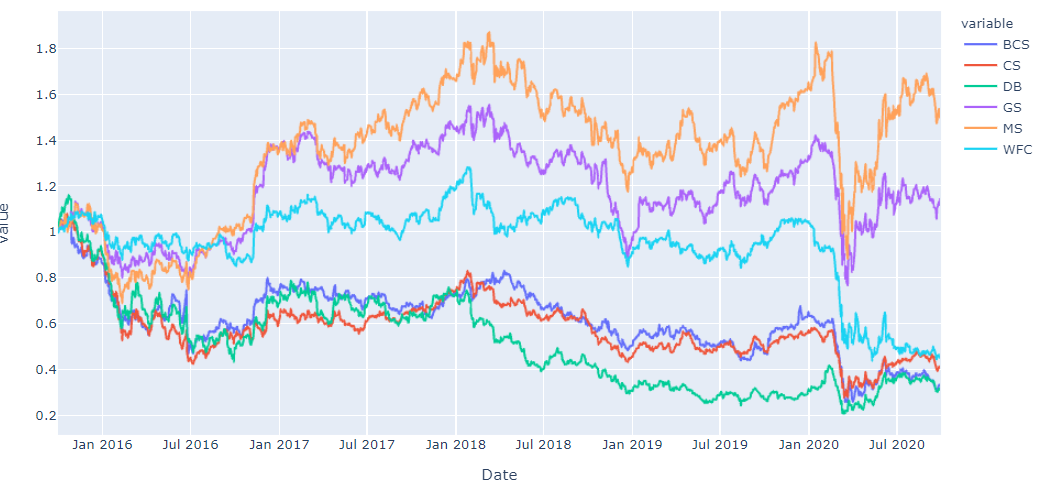 variable
BCS
CS
DB
GS
MS
WFC
value
1.8
1.6
1.4
1.2
1
0.8
0.6
0.4
0.2
Jan 2016 Jul 2016 Jan 2017 Jul 2017 Jan 2018 Jul 2018 Jan 2019 Jul 2019 Jan 2020 Jul 2020
Date